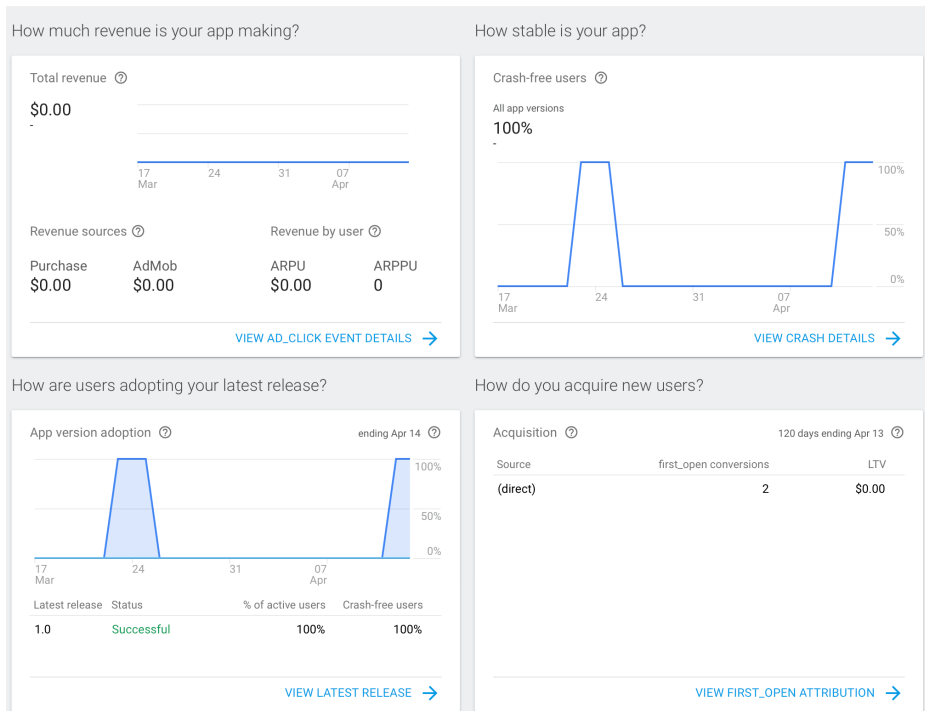 How much revenue is your app making?
Total revenue
$0.00
-
17 24 31 07
Mar Apr
Revenue sources Revenue by user
Purchase AdMob ARPU ARPPU
$0.00 $0.00 $0.00 0
VIEW AD_CLICK EVENT DETAILS
How stable is your app?
Crash-free users
All app versions
100%
-
100%
50%
0%
17 24 31 07
Mar Apr
VIEW CRASH DETAILS
How are users adopting your latest release?
App version adoption ending Apr 14
100%
50%
0%
17 24 31 07
Mar Apr
Latest release Status % of active users Crash-free users
1.0 Successful 100% 100%
VIEW LATEST RELEASE
How do you acquire new users?
Acquisition 120 days ending Apr 13
Source first_open conversions LTV
(direct) 2 $0.00
VIEW FIRST_OPEN ATTRIBUTION